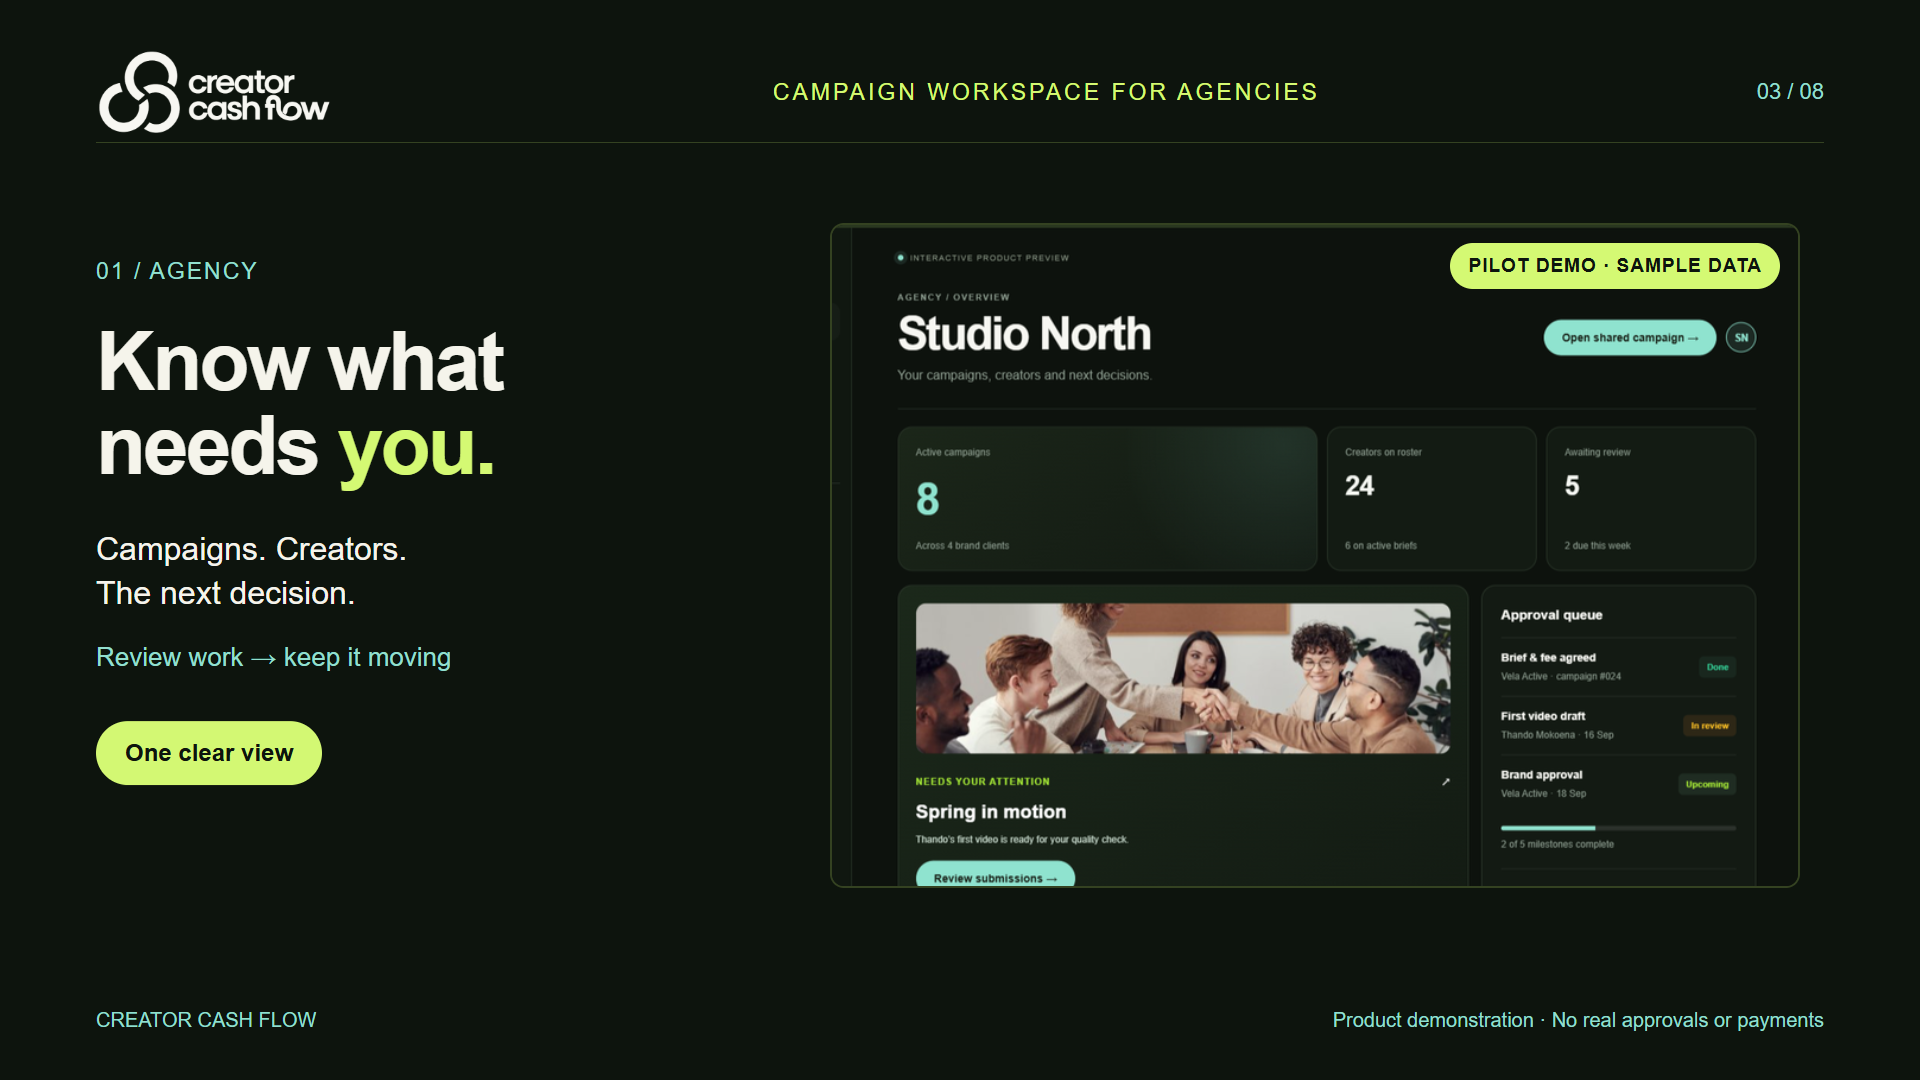 creator
cash flow
CAMPAIGN WORKSPACE FOR AGENCIES
03 / 08
01 / AGENCY
Know what
needs you.
Campaigns. Creators.
The next decision.
Review work → keep it moving
One clear view
INTERACTIVE PRODUCT PREVIEW
PILOT DEMO · SAMPLE DATA
AGENCY / OVERVIEW
Studio North
Open shared campaign →
SN
Your campaigns, creators and next decisions.
Active campaigns
8
Across 4 brand clients
Creators on roster
24
6 on active briefs
Awaiting review
5
2 due this week
NEEDS YOUR ATTENTION
Spring in motion
Thando's first video is ready for your quality check.
Review submissions →
Approval queue
Brief & fee agreed
Vela Active · campaign #024
Done
First video draft
Thando Mokoena · 16 Sep
In review
Brand approval
Vela Active · 18 Sep
Upcoming
2 of 5 milestones complete
CREATOR CASH FLOW
Product demonstration · No real approvals or payments